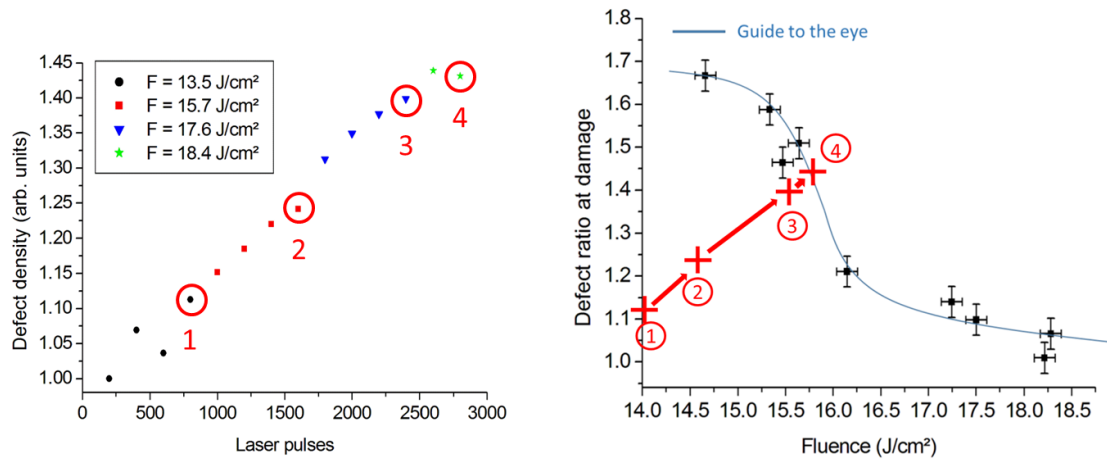 Defect density (arb. units)
1.45
1.40
1.35
1.30
1.25
1.20
1.15
1.10
1.05
1.00
F = 13.5 J/cm²
F = 15.7 J/cm²
F = 17.6 J/cm²
F = 18.4 J/cm²
1
2
3
4
0 500 1000 1500 2000 2500 3000
Laser pulses
Guide to the eye
Defect ratio at damage
1.8
1.7
1.6
1.5
1.4
1.3
1.2
1.1
1.0
1
2
3
4
14.0 14.5 15.0 15.5 16.0 16.5 17.0 17.5 18.0 18.5
Fluence (J/cm²)